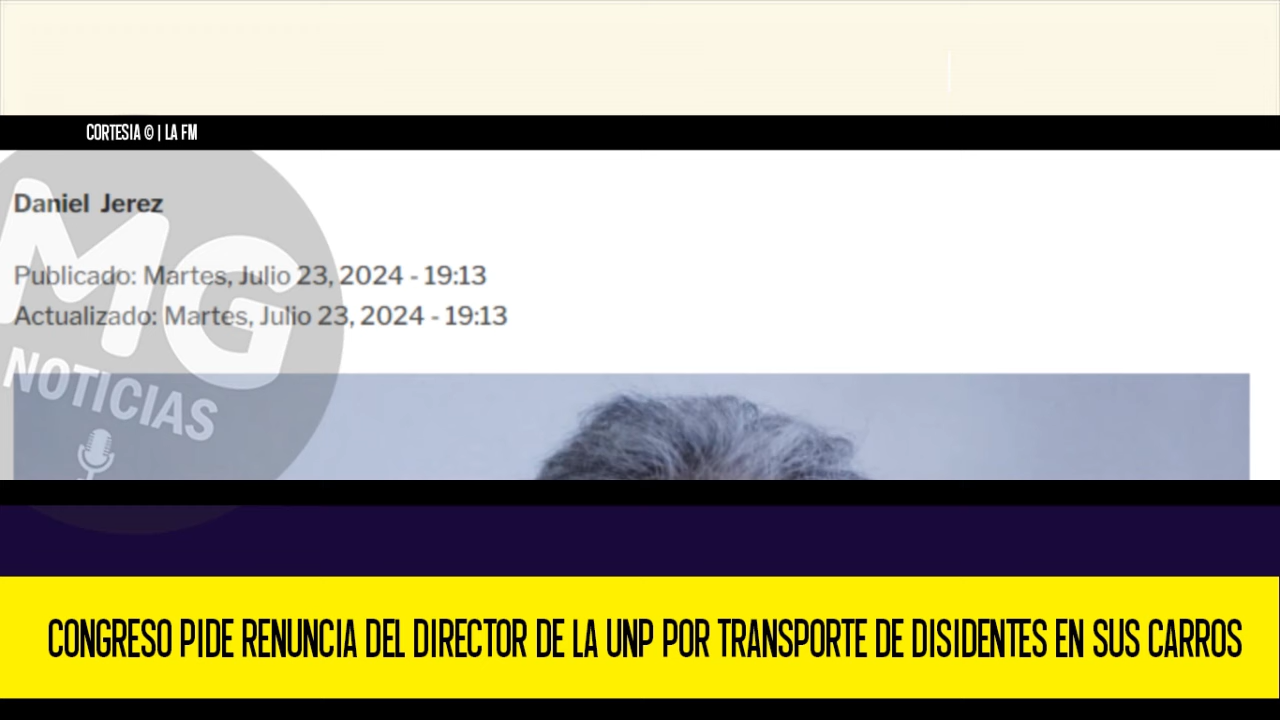 CORTESIA © | LA FM
Daniel Jerez
Publicado: Martes, Julio 23, 2024 - 19:13
Actualizado: Martes, Julio 23, 2024 - 19:13
MG
NOTICIAS
CONGRESO PIDE RENUNCIA DEL DIRECTOR DE LA UNP POR TRANSPORTE DE DISIDENTES EN SUS CARROS